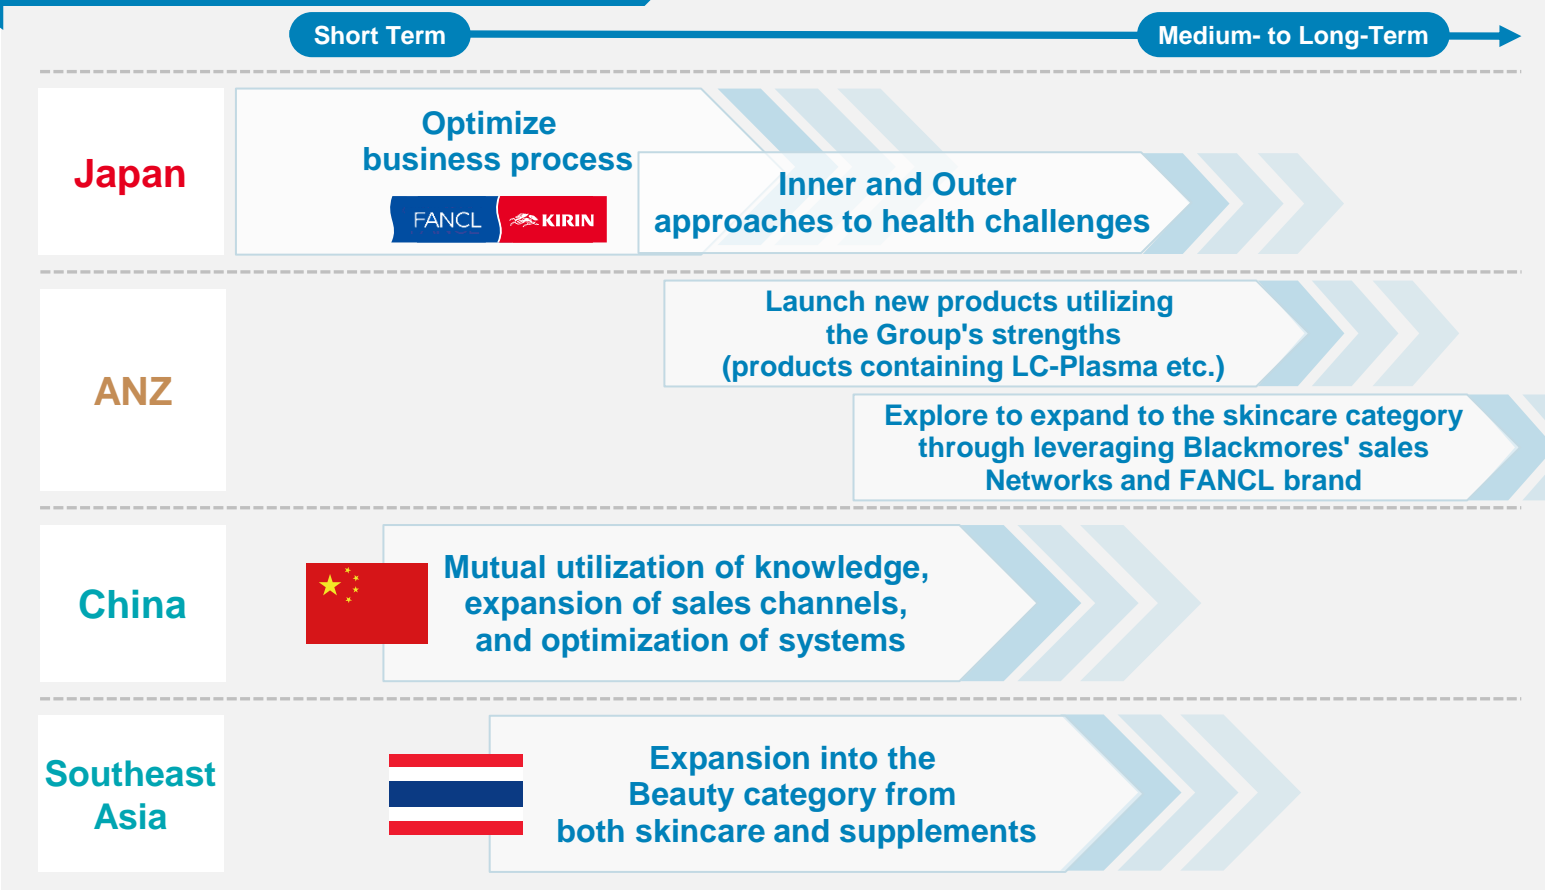 Short Term
Medium- to Long-Term
Japan
Optimize
business process
FANCL
KIRIN
Inner and Outer
approaches to health challenges
ANZ
Launch new products utilizing
the Group's strengths
(products containing LC-Plasma etc.)
Explore to expand to the skincare category
through leveraging Blackmores' sales
Networks and FANCL brand
China
Mutual utilization of knowledge,
expansion of sales channels,
and optimization of systems
Southeast
Asia
Expansion into the
Beauty category from
both skincare and supplements